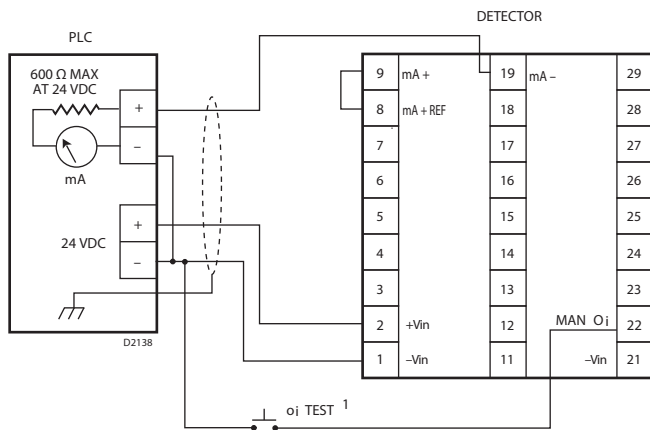 DETECTOR
PLC
600 Ω MAX
AT 24 VDC
+
–
mA
24 VDC
+
–
D2138
9 mA + 19 mA – 29
8 mA + REF 18 28
7 17 27
6 16 26
5 15 25
4 14 24
3 13 23
2 +Vin 12 MAN Oi 22
1 –Vin 11 –Vin 21
oi TEST 1